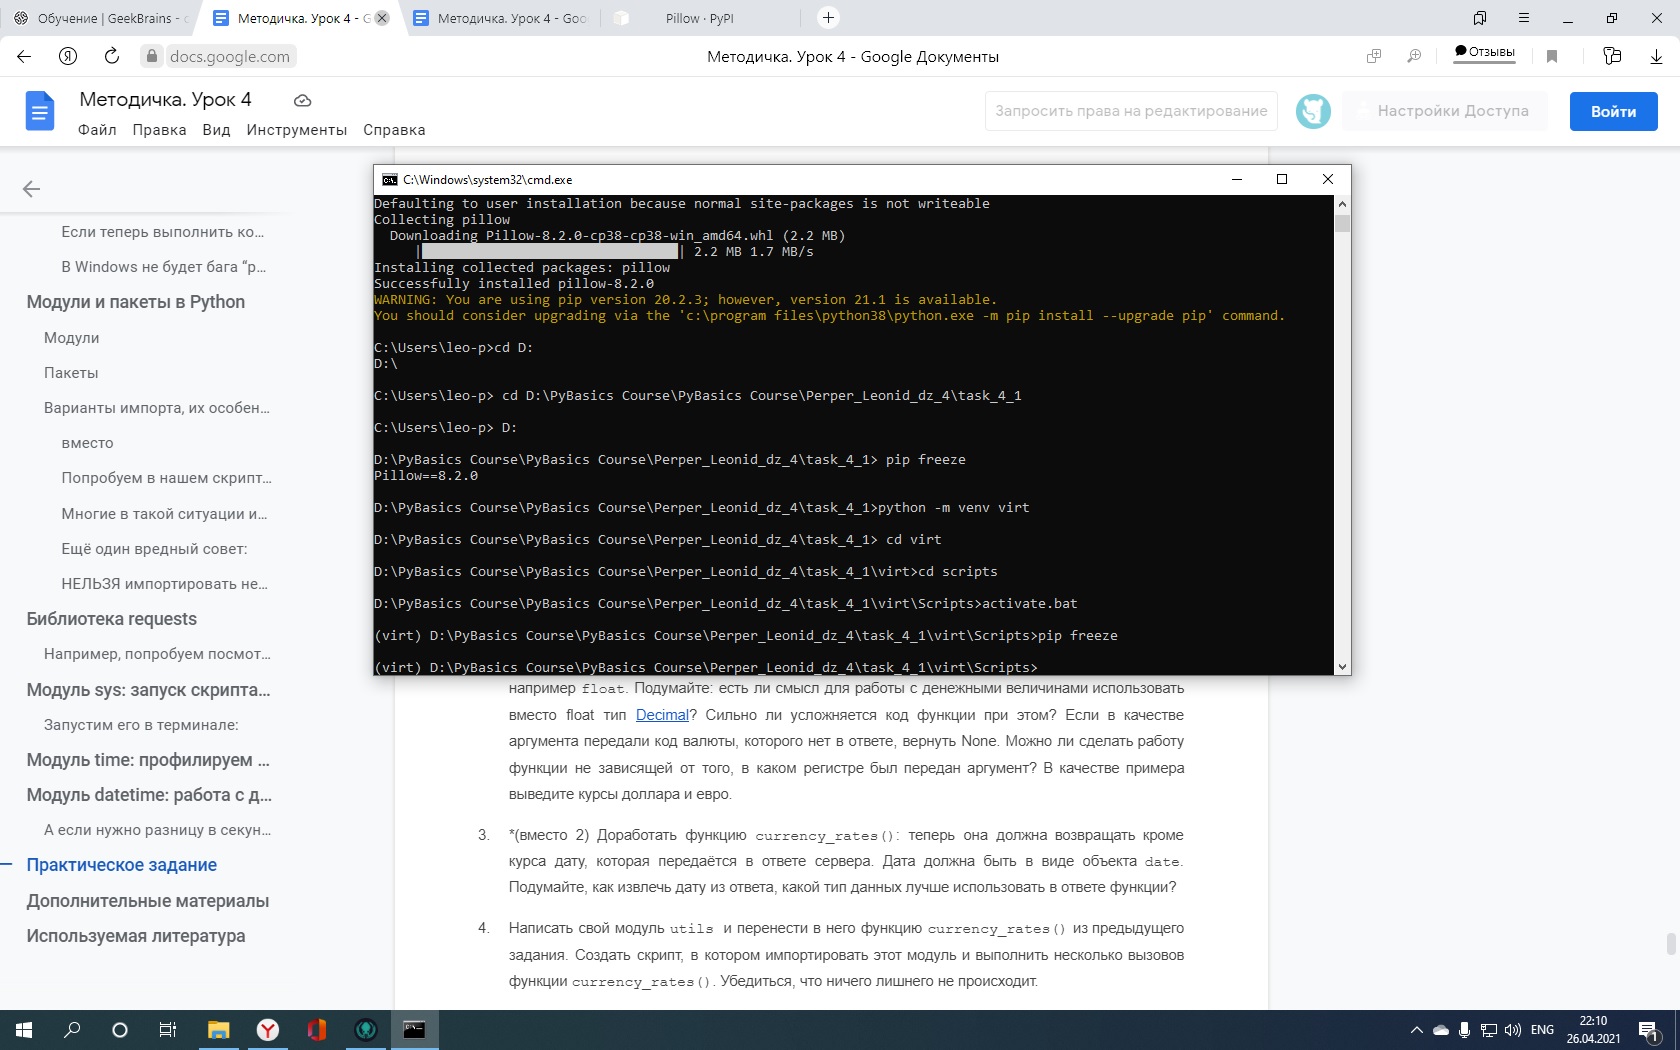 Обучение | GeekBrains - с
Методичка. Урок 4 - G
Методичка. Урок 4 - Goo
Pillow · PyPI
docs.google.com
Методичка. Урок 4 - Google Документы
Отзывы
Методичка. Урок 4
Файл Правка Вид Инструменты Справка
Запросить права на редактирование
Настройки Доступа
Войти
Если теперь выполнить ко...
В Windows не будет бага “р...
Модули и пакеты в Python
Модули
Пакеты
Варианты импорта, их особен...
вместо
Попробуем в нашем скрипт...
Многие в такой ситуации и...
Ещё один вредный совет:
НЕЛЬЗЯ импортировать не...
Библиотека requests
Например, попробуем посмот...
Модуль sys: запуск скрипта...
Запустим его в терминале:
Модуль time: профилируем ...
Модуль datetime: работа с д...
А если нужно разницу в секун...
Практическое задание
Дополнительные материалы
Используемая литература
C:\Windows\system32\cmd.exe
Defaulting to user installation because normal site-packages is not writeable
Collecting pillow
Downloading Pillow-8.2.0-cp38-cp38-win_amd64.whl (2.2 MB)
| | 2.2 MB 1.7 MB/s
Installing collected packages: pillow
Successfully installed pillow-8.2.0
WARNING: You are using pip version 20.2.3; however, version 21.1 is available.
You should consider upgrading via the 'c:\program files\python38\python.exe -m pip install --upgrade pip' command.
C:\Users\leo-p>cd D:
D:\
C:\Users\leo-p> cd D:\PyBasics Course\PyBasics Course\Perper_Leonid_dz_4\task_4_1
C:\Users\leo-p> D:
D:\PyBasics Course\PyBasics Course\Perper_Leonid_dz_4\task_4_1> pip freeze
Pillow==8.2.0
D:\PyBasics Course\PyBasics Course\Perper_Leonid_dz_4\task_4_1>python -m venv virt
D:\PyBasics Course\PyBasics Course\Perper_Leonid_dz_4\task_4_1> cd virt
D:\PyBasics Course\PyBasics Course\Perper_Leonid_dz_4\task_4_1\virt>cd scripts
D:\PyBasics Course\PyBasics Course\Perper_Leonid_dz_4\task_4_1\virt\Scripts>activate.bat
(virt) D:\PyBasics Course\PyBasics Course\Perper_Leonid_dz_4\task_4_1\virt\Scripts>pip freeze
(virt) D:\PyBasics Course\PyBasics Course\Perper_Leonid_dz_4\task_4_1\virt\Scripts>
например float. Подумайте: есть ли смысл для работы с денежными величинами использовать
вместо float тип Decimal? Сильно ли усложняется код функции при этом? Если в качестве
аргумента передали код валюты, которого нет в ответе, вернуть None. Можно ли сделать работу
функции не зависящей от того, в каком регистре был передан аргумент? В качестве примера
выведите курсы доллара и евро.
3. *(вместо 2) Доработать функцию currency_rates(): теперь она должна возвращать кроме
курса дату, которая передаётся в ответе сервера. Дата должна быть в виде объекта date.
Подумайте, как извлечь дату из ответа, какой тип данных лучше использовать в ответе функции?
4. Написать свой модуль utils и перенести в него функцию currency_rates() из предыдущего
задания. Создать скрипт, в котором импортировать этот модуль и выполнить несколько вызовов
функции currency_rates(). Убедиться, что ничего лишнего не происходит.
ENG
22:10
26.04.2021
1